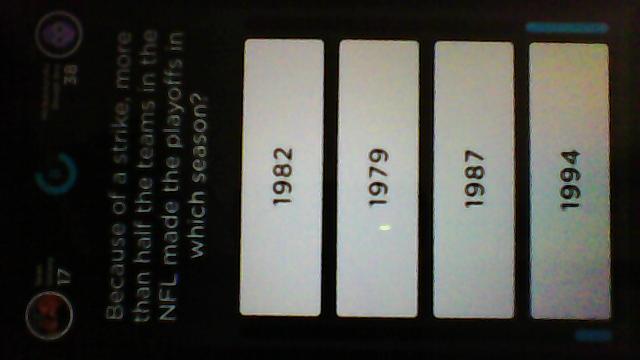 17
38
Because of a strike, more
than half the teams in the
NFL made the playoffs in
which season?
1982
1979
1987
1994